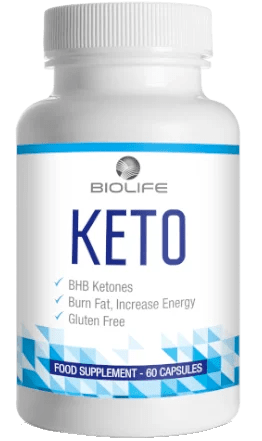 BIOLIFE
KETO
✓ BHB Ketones
✓ Burn Fat, Increase Energy
✓ Gluten Free
FOOD SUPPLEMENT - 60 CAPSULES